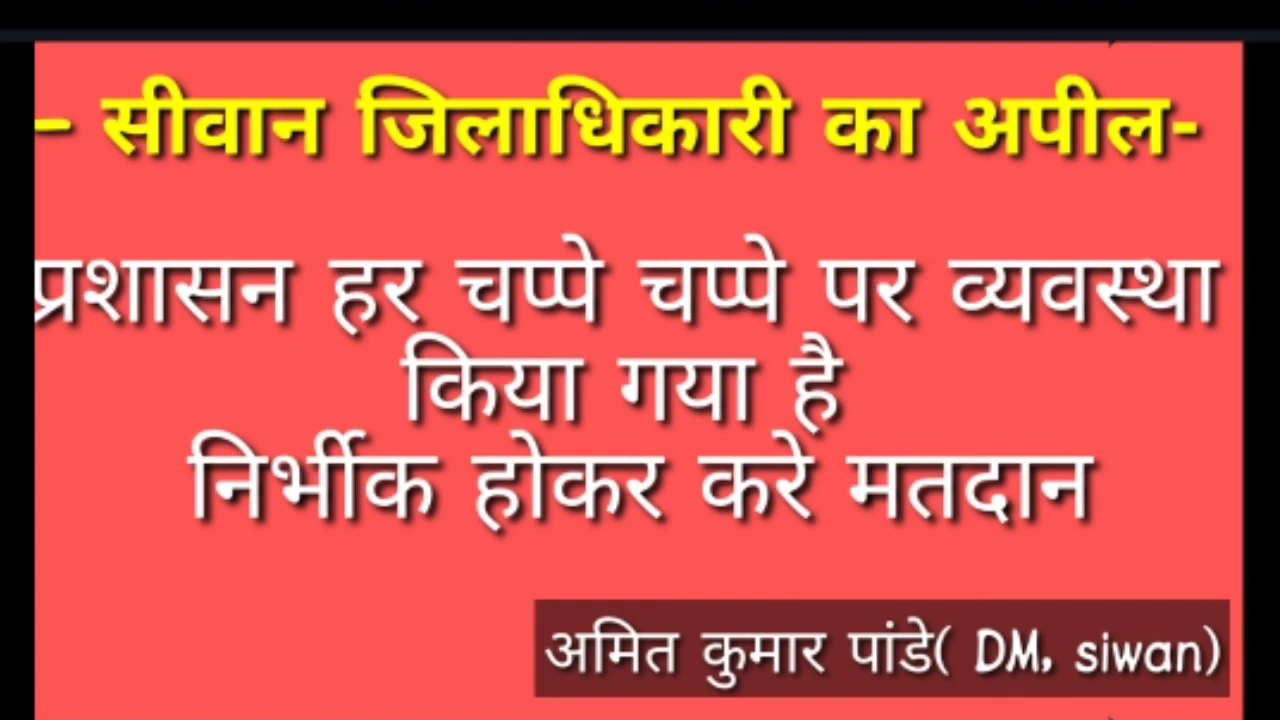 - सीवान जिलाधिकारी का अपील-
प्रशासन हर चप्पे चप्पे पर व्यवस्था
किया गया है
निर्भीक होकर करे मतदान
अमित कुमार पांडे( DM, siwan)